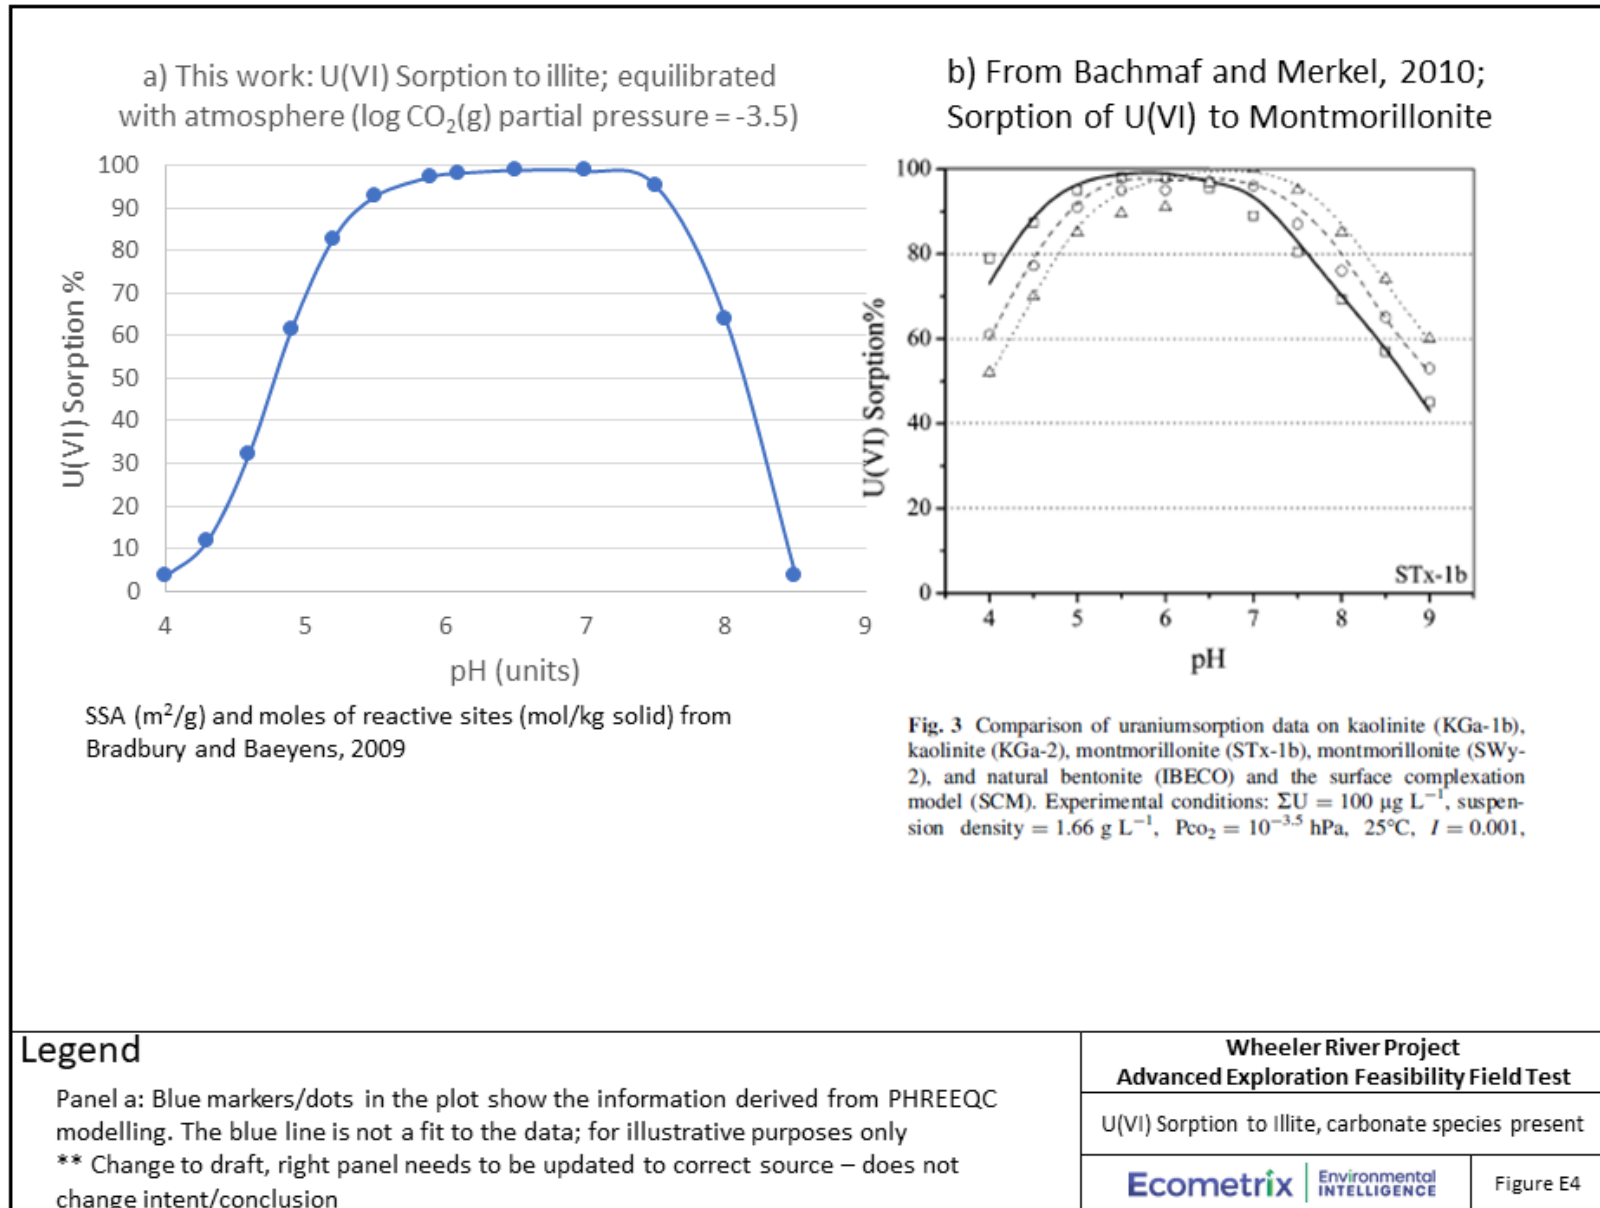 a) This work: U(VI) Sorption to illite; equilibrated
with atmosphere (log CO₂(g) partial pressure = -3.5)
100
90
80
70
60
50
40
30
20
10
0
U(VI) Sorption %
4 5 6 7 8 9
pH (units)
SSA (m²/g) and moles of reactive sites (mol/kg solid) from
Bradbury and Baeyens, 2009
b) From Bachmaf and Merkel, 2010;
Sorption of U(VI) to Montmorillonite
100
80
60
40
20
0
U(VI) Sorption%
STx-1b
4 5 6 7 8 9
pH
Fig. 3 Comparison of uraniumsorption data on kaolinite (KGa-1b),
kaolinite (KGa-2), montmorillonite (STx-1b), montmorillonite (SWy-
2), and natural bentonite (IBECO) and the surface complexation
model (SCM). Experimental conditions: ΣU = 100 μg L⁻¹, suspen-
sion density = 1.66 g L⁻¹, Pco₂ = 10⁻³·⁵ hPa, 25°C, I = 0.001,
Legend
Panel a: Blue markers/dots in the plot show the information derived from PHREEQC
modelling. The blue line is not a fit to the data; for illustrative purposes only
** Change to draft, right panel needs to be updated to correct source – does not
change intent/conclusion
Wheeler River Project
Advanced Exploration Feasibility Field Test
U(VI) Sorption to Illite, carbonate species present
Ecometrix
Environmental
INTELLIGENCE
Figure E4